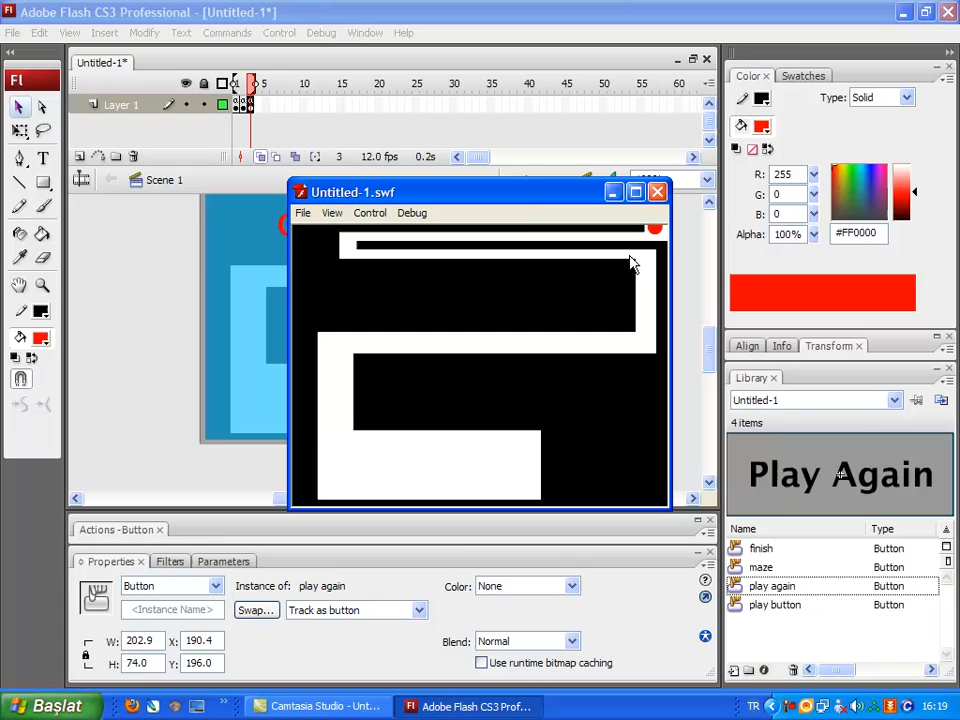 Adobe Flash CS3 Professional - [Untitled-1*]
File Edit View Insert Modify Text Commands Control Debug Window Help
Fl
Untitled-1*
1 5 10 15 20 25 30 35 40 45 50 55 60
Layer 1
3 12.0 fps 0.2s
Scene 1
Untitled-1.swf
File View Control Debug
Color Swatches
Type: Solid
R: 255
G: 0
B: 0
Alpha: 100%
#FF0000
Align Info Transform
Library
Untitled-1
4 items
Play Again
Name Type
finish Button
maze Button
play again Button
play button Button
Actions - Button
Properties Filters Parameters
Button
Instance of: play again
Color: None
<Instance Name>
Swap...
Track as button
W: 202.9 X: 190.4
H: 74.0 Y: 196.0
Blend: Normal
Use runtime bitmap caching
Başlat
Camtasia Studio - Unt...
Adobe Flash CS3 Prof...
TR
16:19